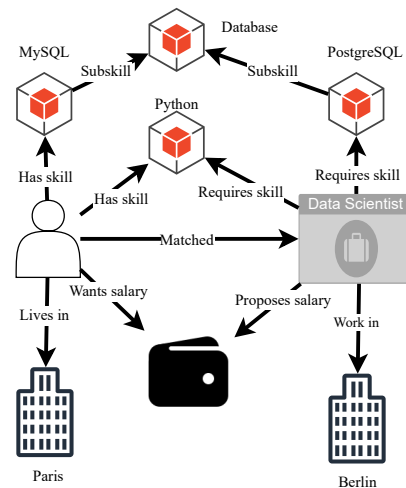 Database
MySQL
PostgreSQL
Subskill
Subskill
Python
Has skill
Has skill
Requires skill
Requires skill
Data Scientist
Matched
Wants salary
Proposes salary
Lives in
Work in
Paris
Berlin